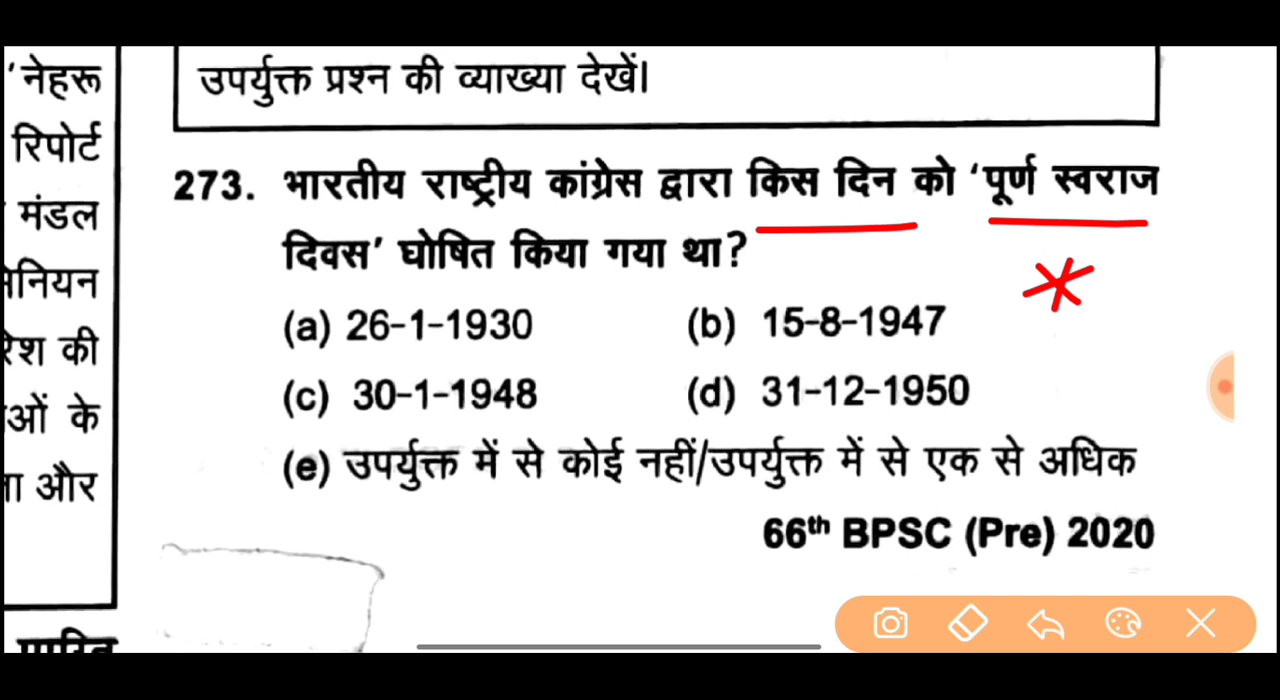 'नेहरू
रिपोर्ट
मंडल
की
ओं के
और
उपर्युक्त प्रश्न की व्याख्या देखें।
273. भारतीय राष्ट्रीय कांग्रेस द्वारा किस दिन को 'पूर्ण स्वराज
दिवस' घोषित किया गया था?
(a) 26-1-1930 (b) 15-8-1947
(c) 30-1-1948 (d) 31-12-1950
(e) उपर्युक्त में से कोई नहीं/उपर्युक्त में से एक से अधिक
66th BPSC (Pre) 2020